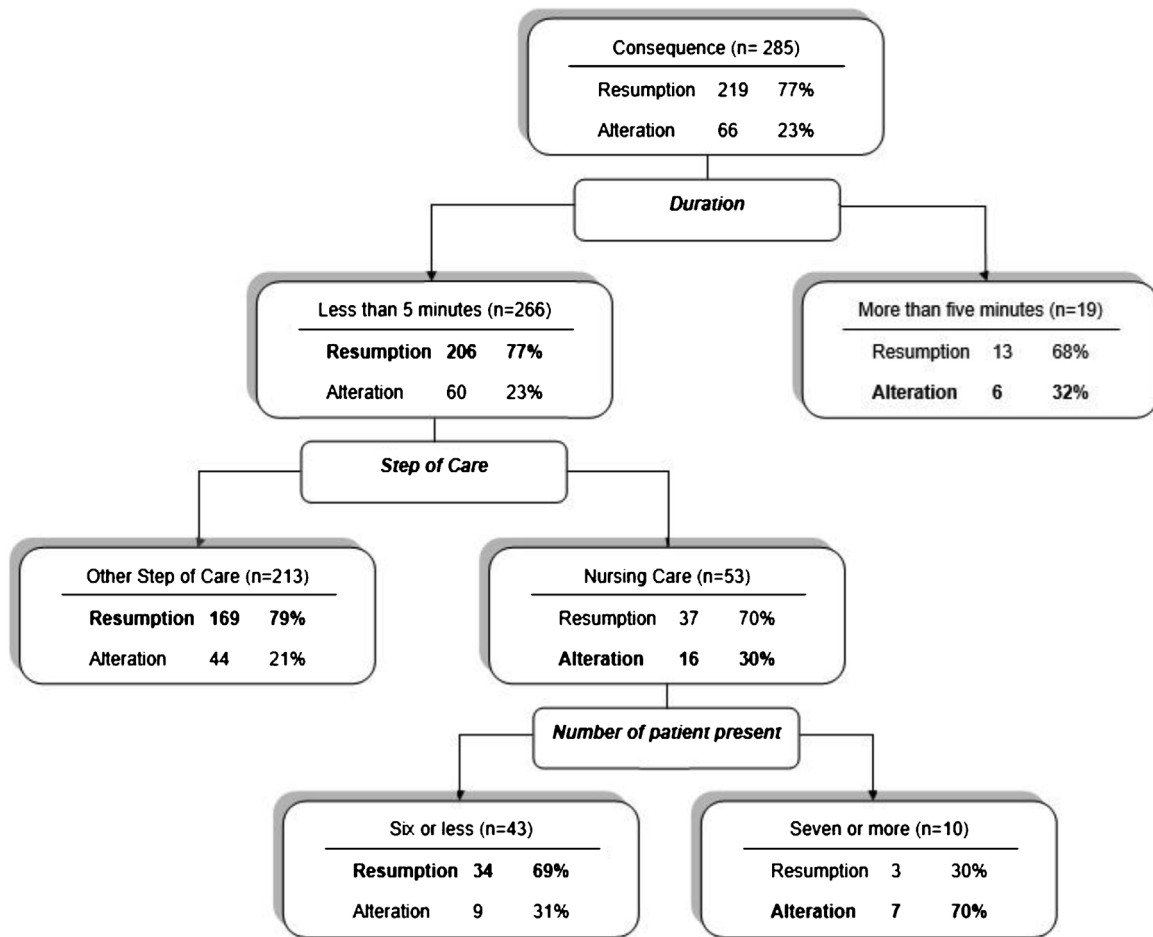 Consequence (n= 285)
Resumption 219 77%
Alteration 66 23%
Duration
Less than 5 minutes (n=266)
Resumption 206 77%
Alteration 60 23%
More than five minutes (n=19)
Resumption 13 68%
Alteration 6 32%
Step of Care
Other Step of Care (n=213)
Resumption 169 79%
Alteration 44 21%
Nursing Care (n=53)
Resumption 37 70%
Alteration 16 30%
Number of patient present
Six or less (n=43)
Resumption 34 69%
Alteration 9 31%
Seven or more (n=10)
Resumption 3 30%
Alteration 7 70%